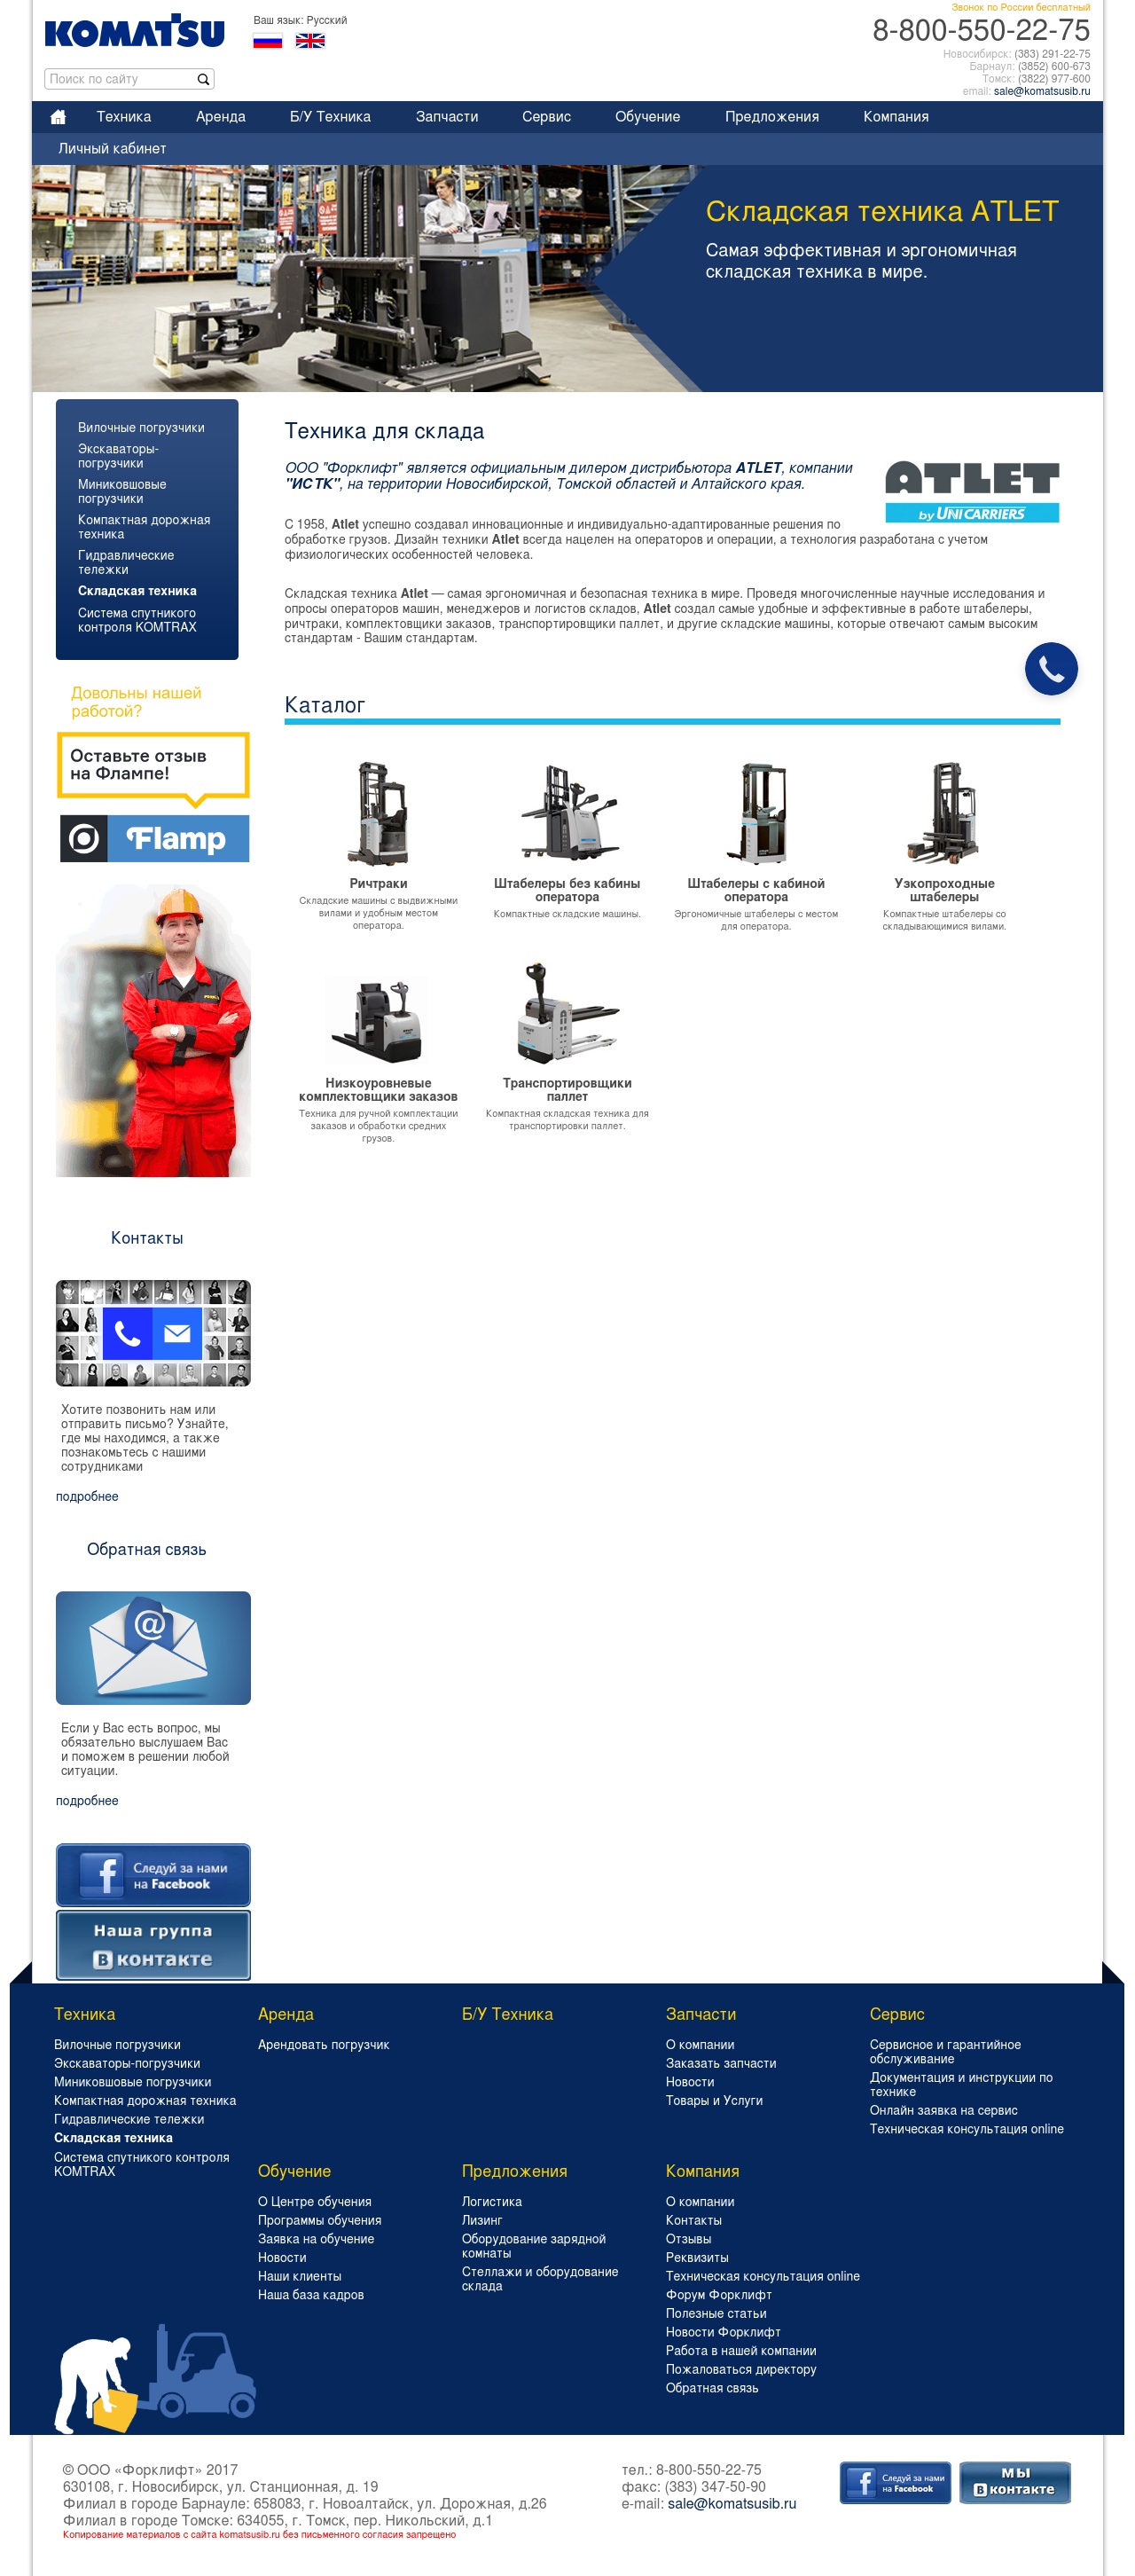 KOMATSU
Ваш язык: Русский
Поиск по сайту
Звонок по России бесплатный
8-800-550-22-75
Новосибирск: (383) 291-22-75
Барнаул: (3852) 600-673
Томск: (3822) 977-600
email: sale@komatsusib.ru
Техника Аренда Б/У Техника Запчасти Сервис Обучение Предложения Компания
Личный кабинет
Складская техника ATLET
Самая эффективная и эргономичная
складская техника в мире.
Вилочные погрузчики
Экскаваторы-
погрузчики
Миниковшовые
погрузчики
Компактная дорожная
техника
Гидравлические
тележки
Складская техника
Система спутникого
контроля KOMTRAX
Довольны нашей
работой?
Оставьте отзыв
на Флампе!
Flamp
Техника для склада
ООО "Форклифт" является официальным дилером дистрибьютора ATLET, компании
"ИСТК", на территории Новосибирской, Томской областей и Алтайского края.
ATLET
by UNICARRIERS
С 1958, Atlet успешно создавал инновационные и индивидуально-адаптированные решения по
обработке грузов. Дизайн техники Atlet всегда нацелен на операторов и операции, а технология разработана с учетом
физиологических особенностей человека.
Складская техника Atlet — самая эргономичная и безопасная техника в мире. Проведя многочисленные научные исследования и
опросы операторов машин, менеджеров и логистов складов, Atlet создал самые удобные и эффективные в работе штабелеры,
ричтраки, комплектовщики заказов, транспортировщики паллет, и другие складские машины, которые отвечают самым высоким
стандартам - Вашим стандартам.
Каталог
Ричтраки
Складские машины с выдвижными
вилами и удобным местом
оператора.
Штабелеры без кабины
оператора
Компактные складские машины.
Штабелеры с кабиной
оператора
Эргономичные штабелеры с местом
для оператора.
Узкопроходные
штабелеры
Компактные штабелеры со
складывающимися вилами.
Низкоуровневые
комплектовщики заказов
Техника для ручной комплектации
заказов и обработки средних
грузов.
Транспортировщики
паллет
Компактная складская техника для
транспортировки паллет.
Контакты
Хотите позвонить нам или
отправить письмо? Узнайте,
где мы находимся, а также
познакомьтесь с нашими
сотрудниками
подробнее
Обратная связь
@
Если у Вас есть вопрос, мы
обязательно выслушаем Вас
и поможем в решении любой
ситуации.
подробнее
Следуй за нами
на Facebook
Наша группа
В контакте
Техника
Вилочные погрузчики
Экскаваторы-погрузчики
Миниковшовые погрузчики
Компактная дорожная техника
Гидравлические тележки
Складская техника
Система спутникого контроля
KOMTRAX
Аренда
Арендовать погрузчик
Б/У Техника
Запчасти
О компании
Заказать запчасти
Новости
Товары и Услуги
Сервис
Сервисное и гарантийное
обслуживание
Документация и инструкции по
технике
Онлайн заявка на сервис
Техническая консультация online
Обучение
О Центре обучения
Программы обучения
Заявка на обучение
Новости
Наши клиенты
Наша база кадров
Предложения
Логистика
Лизинг
Оборудование зарядной
комнаты
Стеллажи и оборудование
склада
Компания
О компании
Контакты
Отзывы
Реквизиты
Техническая консультация online
Форум Форклифт
Полезные статьи
Новости Форклифт
Работа в нашей компании
Пожаловаться директору
Обратная связь
© ООО «Форклифт» 2017
630108, г. Новосибирск, ул. Станционная, д. 19
Филиал в городе Барнауле: 658083, г. Новоалтайск, ул. Дорожная, д.26
Филиал в городе Томске: 634055, г. Томск, пер. Никольский, д.1
Копирование материалов с сайта komatsusib.ru без письменного согласия запрещено
тел.: 8-800-550-22-75
факс: (383) 347-50-90
e-mail: sale@komatsusib.ru
Следуй за нами
на Facebook
МЫ
В контакте